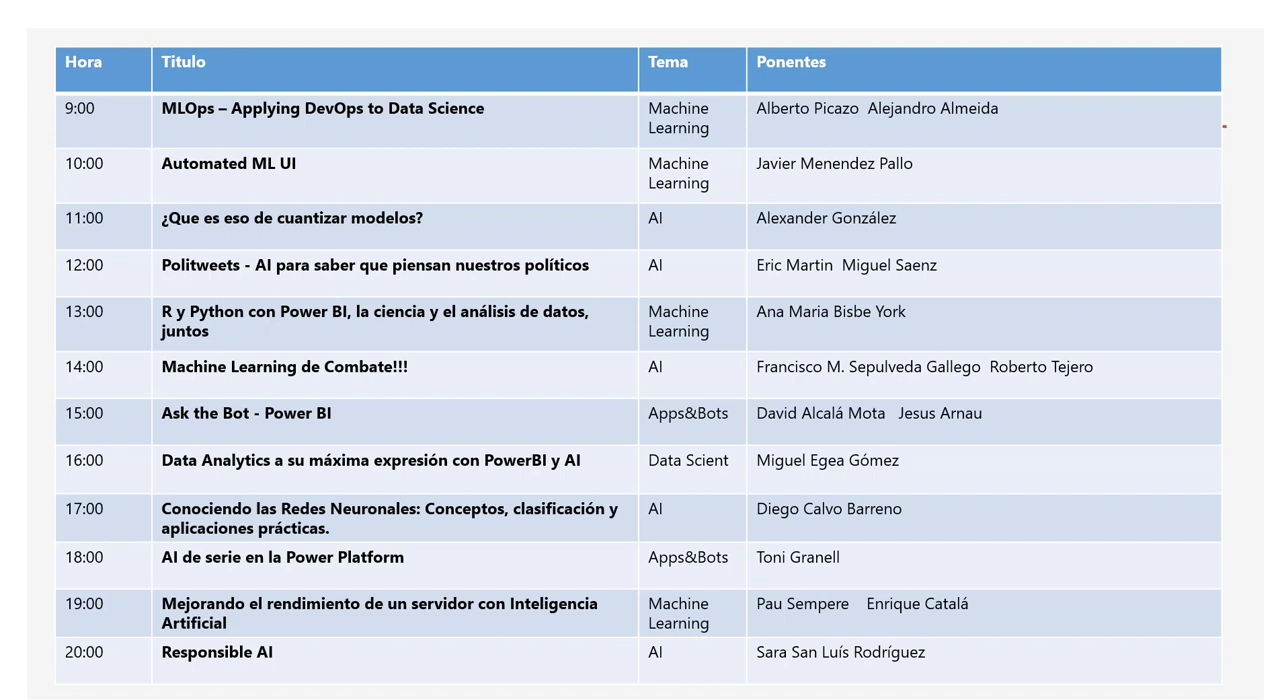 Hora Titulo Tema Ponentes
9:00 MLOps – Applying DevOps to Data Science Machine Learning Alberto Picazo Alejandro Almeida
10:00 Automated ML UI Machine Learning Javier Menendez Pallo
11:00 ¿Que es eso de cuantizar modelos? AI Alexander González
12:00 Politweets - AI para saber que piensan nuestros políticos AI Eric Martin Miguel Saenz
13:00 R y Python con Power BI, la ciencia y el análisis de datos, juntos Machine Learning Ana Maria Bisbe York
14:00 Machine Learning de Combate!!! AI Francisco M. Sepulveda Gallego Roberto Tejero
15:00 Ask the Bot - Power BI Apps&Bots David Alcalá Mota Jesus Arnau
16:00 Data Analytics a su máxima expresión con PowerBI y AI Data Scient Miguel Egea Gómez
17:00 Conociendo las Redes Neuronales: Conceptos, clasificación y aplicaciones prácticas. AI Diego Calvo Barreno
18:00 AI de serie en la Power Platform Apps&Bots Toni Granell
19:00 Mejorando el rendimiento de un servidor con Inteligencia Artificial Machine Learning Pau Sempere Enrique Catalá
20:00 Responsible AI AI Sara San Luís Rodríguez